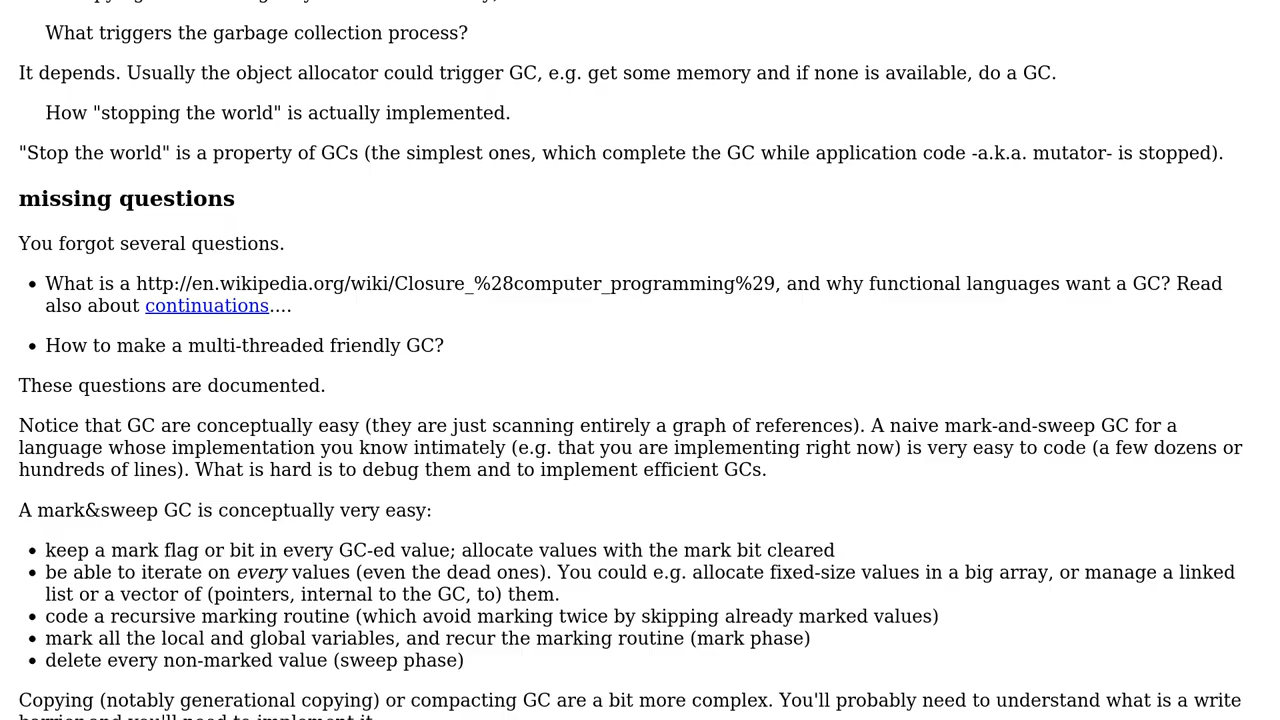 What triggers the garbage collection process?
It depends. Usually the object allocator could trigger GC, e.g. get some memory and if none is available, do a GC.
How "stopping the world" is actually implemented.
"Stop the world" is a property of GCs (the simplest ones, which complete the GC while application code -a.k.a. mutator- is stopped).
missing questions
You forgot several questions.
• What is a http://en.wikipedia.org/wiki/Closure_%28computer_programming%29, and why functional languages want a GC? Read
also about continuations....
• How to make a multi-threaded friendly GC?
These questions are documented.
Notice that GC are conceptually easy (they are just scanning entirely a graph of references). A naive mark-and-sweep GC for a
language whose implementation you know intimately (e.g. that you are implementing right now) is very easy to code (a few dozens or
hundreds of lines). What is hard is to debug them and to implement efficient GCs.
A mark&sweep GC is conceptually very easy:
• keep a mark flag or bit in every GC-ed value; allocate values with the mark bit cleared
• be able to iterate on every values (even the dead ones). You could e.g. allocate fixed-size values in a big array, or manage a linked
list or a vector of (pointers, internal to the GC, to) them.
• code a recursive marking routine (which avoid marking twice by skipping already marked values)
• mark all the local and global variables, and recur the marking routine (mark phase)
• delete every non-marked value (sweep phase)
Copying (notably generational copying) or compacting GC are a bit more complex. You'll probably need to understand what is a write
barrier and you'll need to implement it.